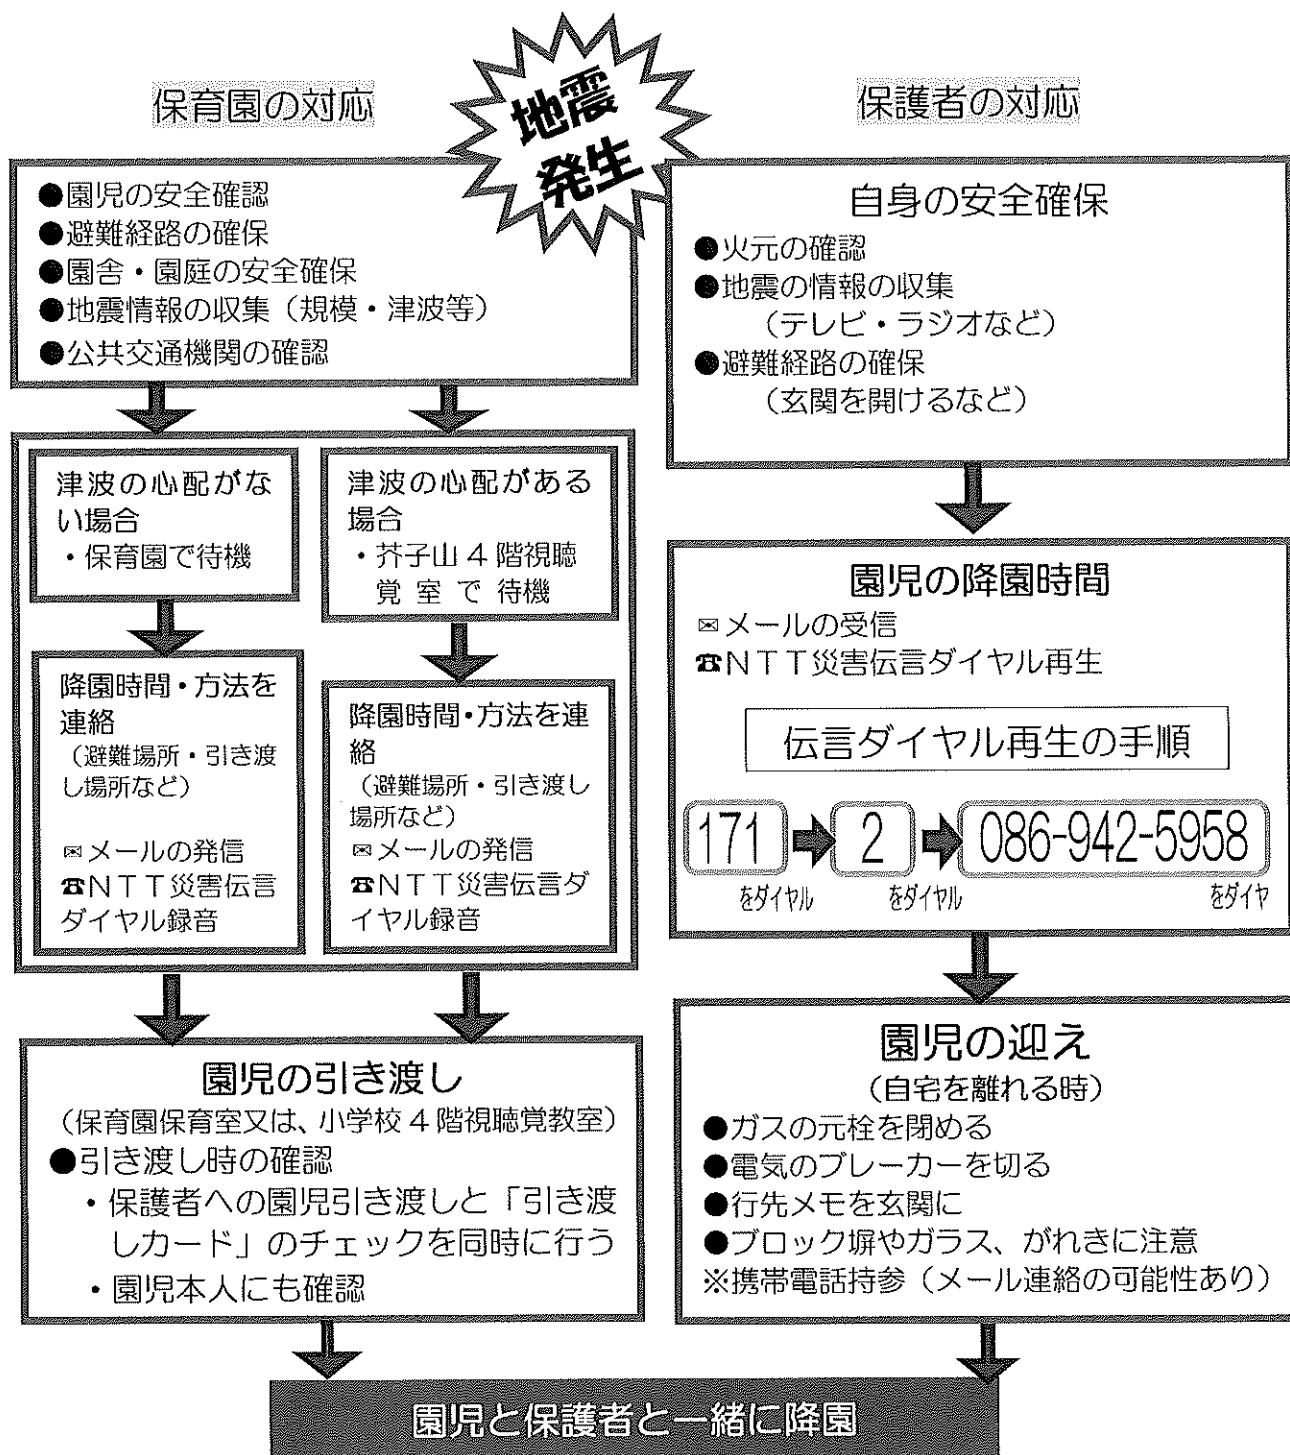 地震
発生
保育園の対応
●園児の安全確認
●避難経路の確保
●園舎・園庭の安全確保
●地震情報の収集（規模・津波等）
●公共交通機関の確認
津波の心配がな
い場合
・保育園で待機
降園時間・方法を
連絡
（避難場所・引き渡
し場所など）
✉メールの発信
☎NTT災害伝言
ダイヤル録音
津波の心配がある
場合
・芥子山4階視聴
覚室で待機
降園時間・方法を連
絡
（避難場所・引き渡し
場所など）
✉メールの発信
☎NTT災害伝言ダ
イヤル録音
園児の引き渡し
（保育園保育室又は、小学校4階視聴覚教室）
●引き渡し時の確認
・保護者への園児引き渡しと「引き渡
しカード」のチェックを同時に行う
・園児本人にも確認
保護者の対応
自身の安全確保
●火元の確認
●地震の情報の収集
（テレビ・ラジオなど）
●避難経路の確保
（玄関を開けるなど）
園児の降園時間
✉メールの受信
☎NTT災害伝言ダイヤル再生
伝言ダイヤル再生の手順
171 2 086-942-5958
をダイヤル をダイヤル をダイヤ
園児の迎え
（自宅を離れる時）
●ガスの元栓を閉める
●電気のブレーカーを切る
●行先メモを玄関に
●ブロック塀やガラス、がれきに注意
※携帯電話持参（メール連絡の可能性あり）
園児と保護者と一緒に降園